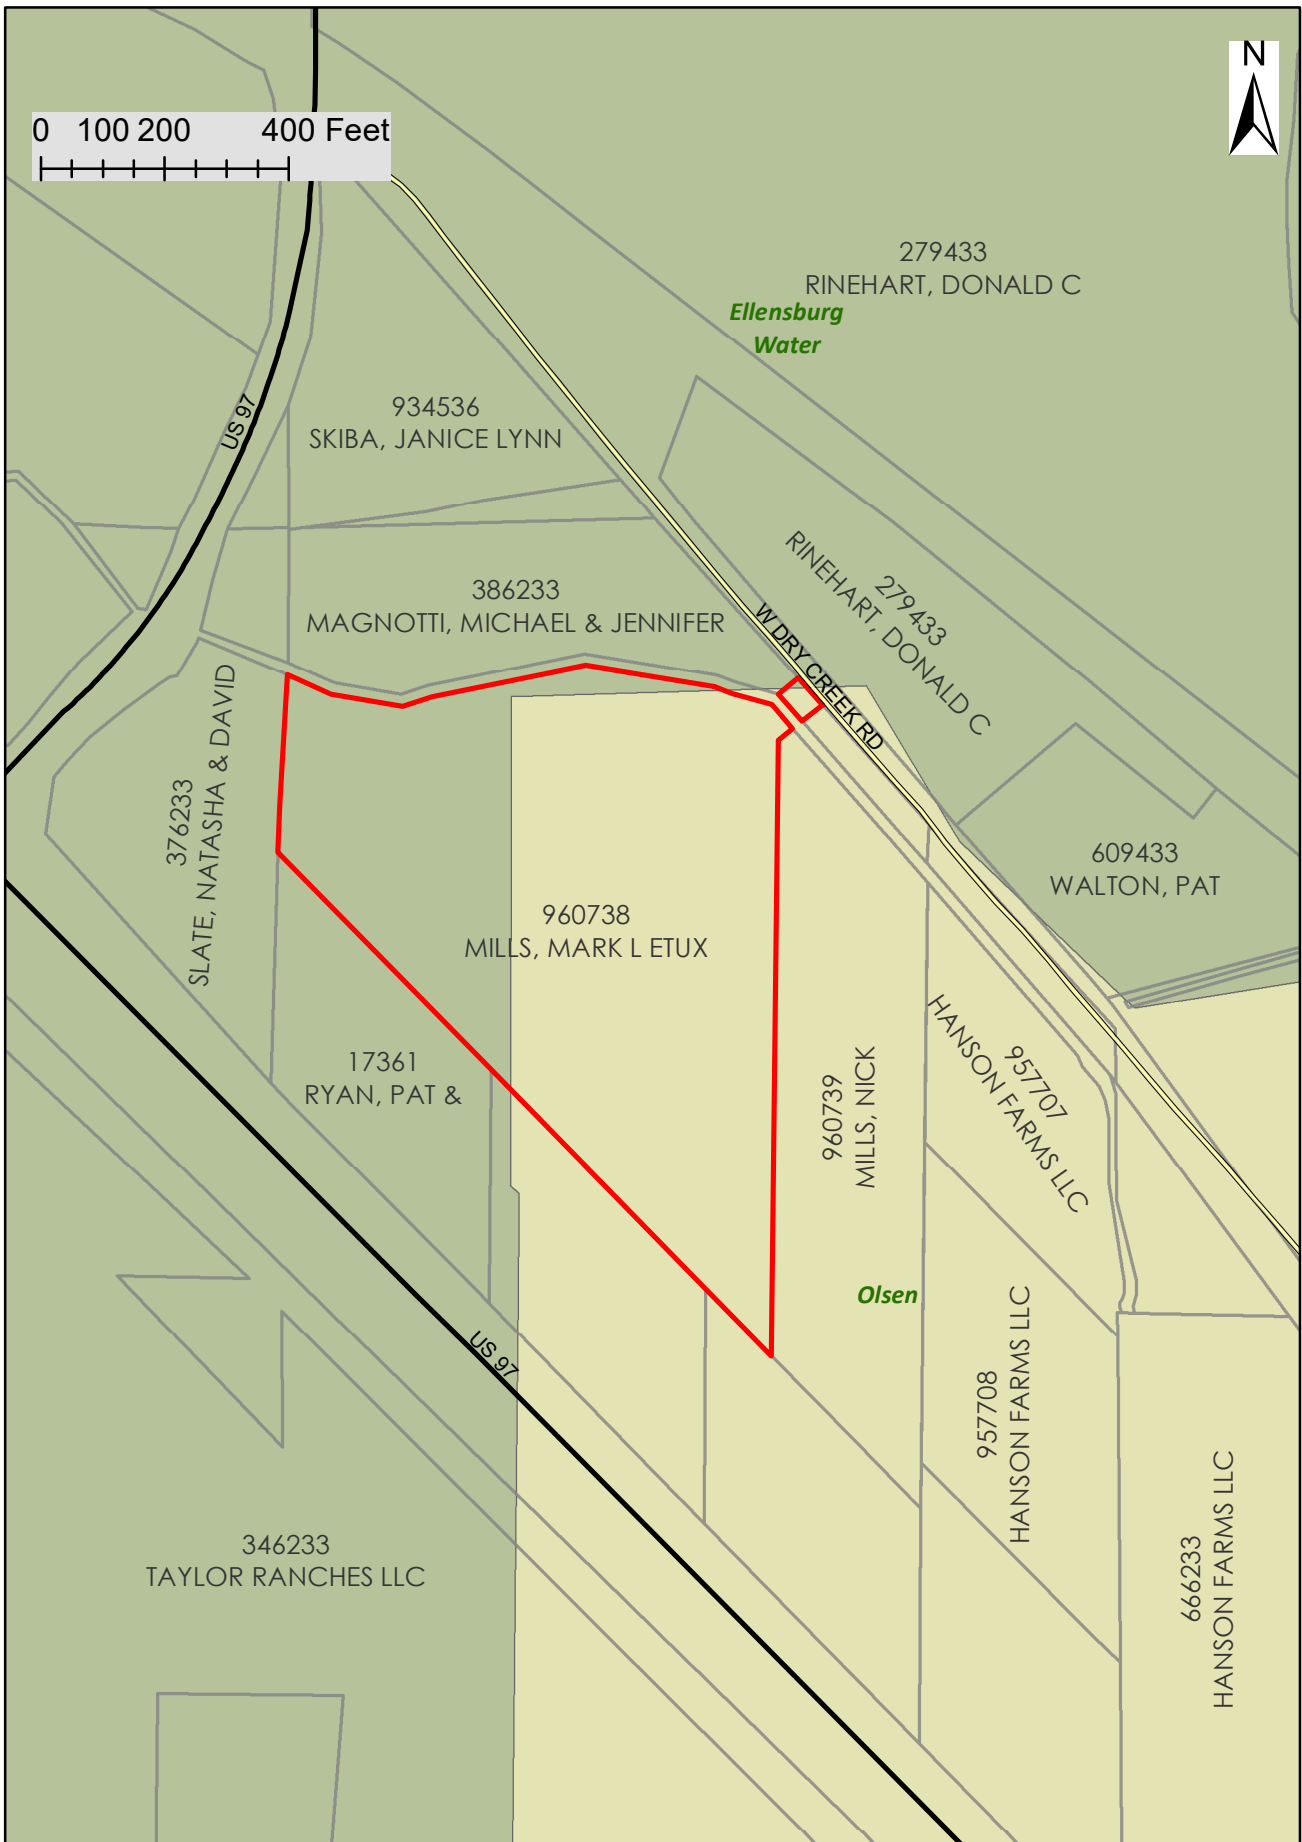 N
0 100 200 400 Feet
279433
RINEHART, DONALD C
Ellensburg
Water
934536
SKIBA, JANICE LYNN
US 97
279433
RINEHART, DONALD C
386233
MAGNOTTI, MICHAEL & JENNIFER
W DRY CREEK RD
376233
SLATE, NATASHA & DAVID
609433
WALTON, PAT
960738
MILLS, MARK L ETUX
17361
RYAN, PAT &
960739
MILLS, NICK
957707
HANSON FARMS LLC
Olsen
US 97
957708
HANSON FARMS LLC
346233
TAYLOR RANCHES LLC
666233
HANSON FARMS LLC